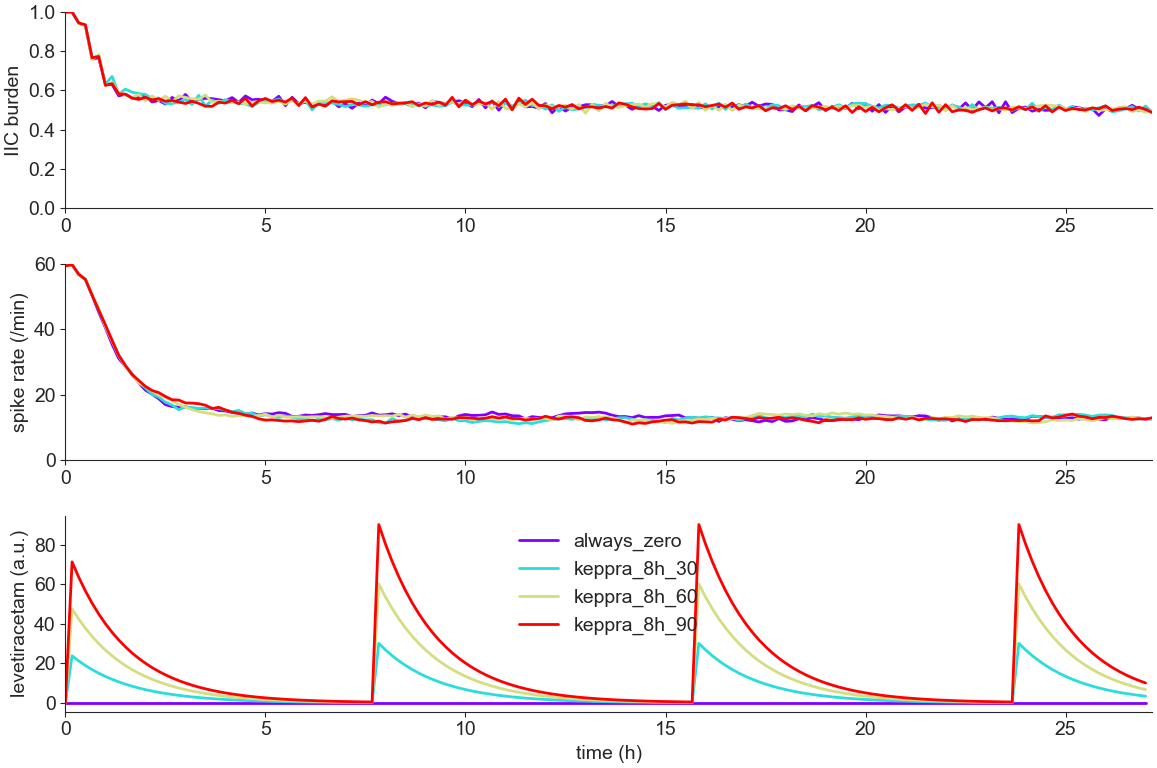 1.0
0.8
0.6
0.4
0.2
0.0
IIC burden
0 5 10 15 20 25
60
40
20
0
spike rate (/min)
0 5 10 15 20 25
80
60
40
20
0
levetiracetam (a.u.)
always_zero
keppra_8h_30
keppra_8h_60
keppra_8h_90
0 5 10 15 20 25
time (h)